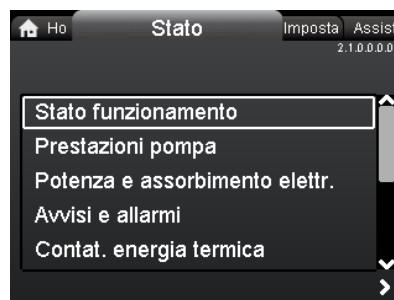 Ho Stato Imposta Assist
2.1.0.0.0.0
Stato funzionamento
Prestazioni pompa
Potenza e assorbimento elettr.
Avvisi e allarmi
Contat. energia termica